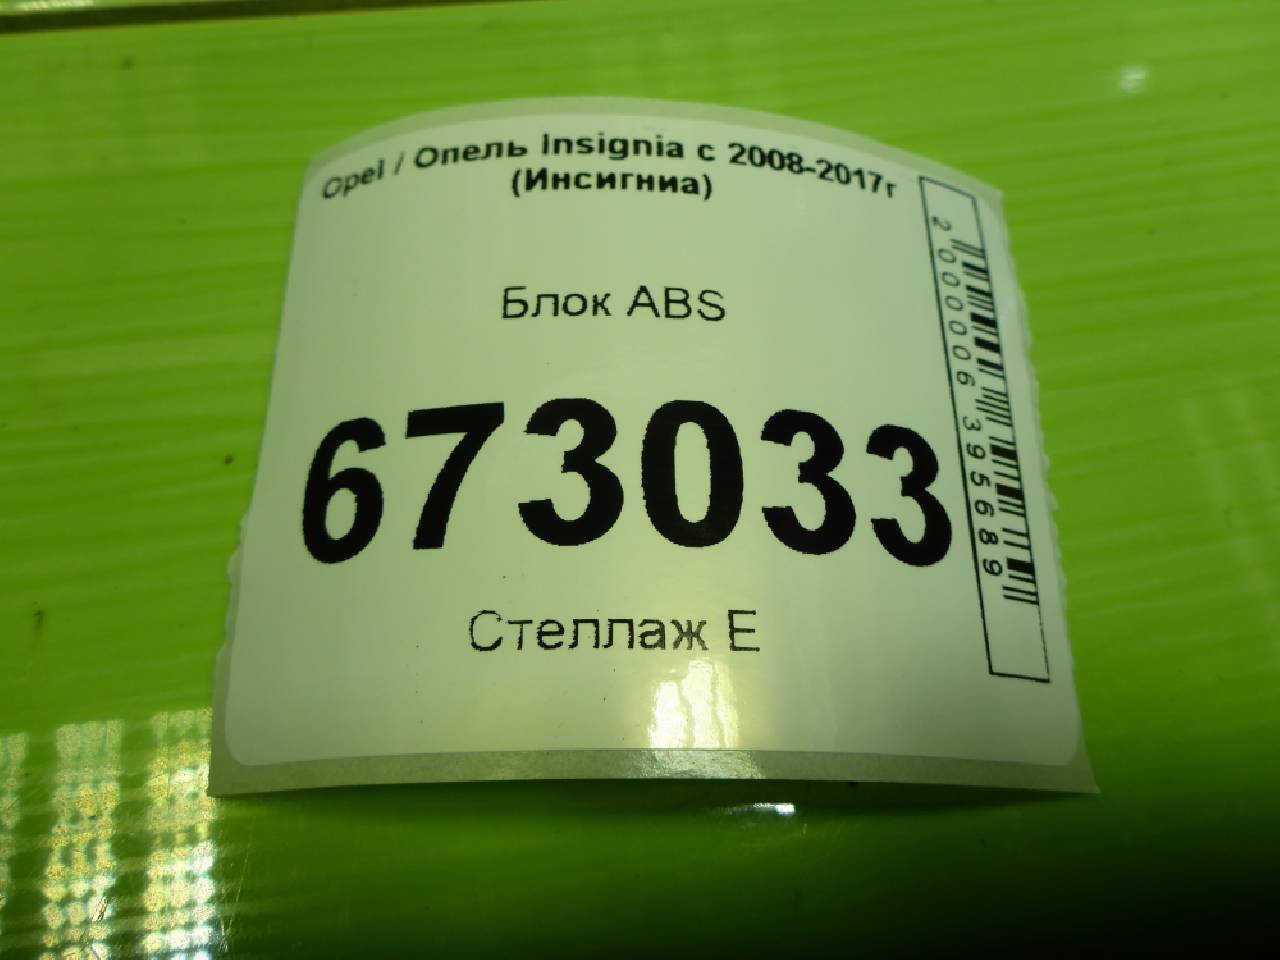 Opel / Опель Insignia с 2008-2017г
(Инсигниа)
Блок ABS
673033
Стеллаж Е
2000006395689